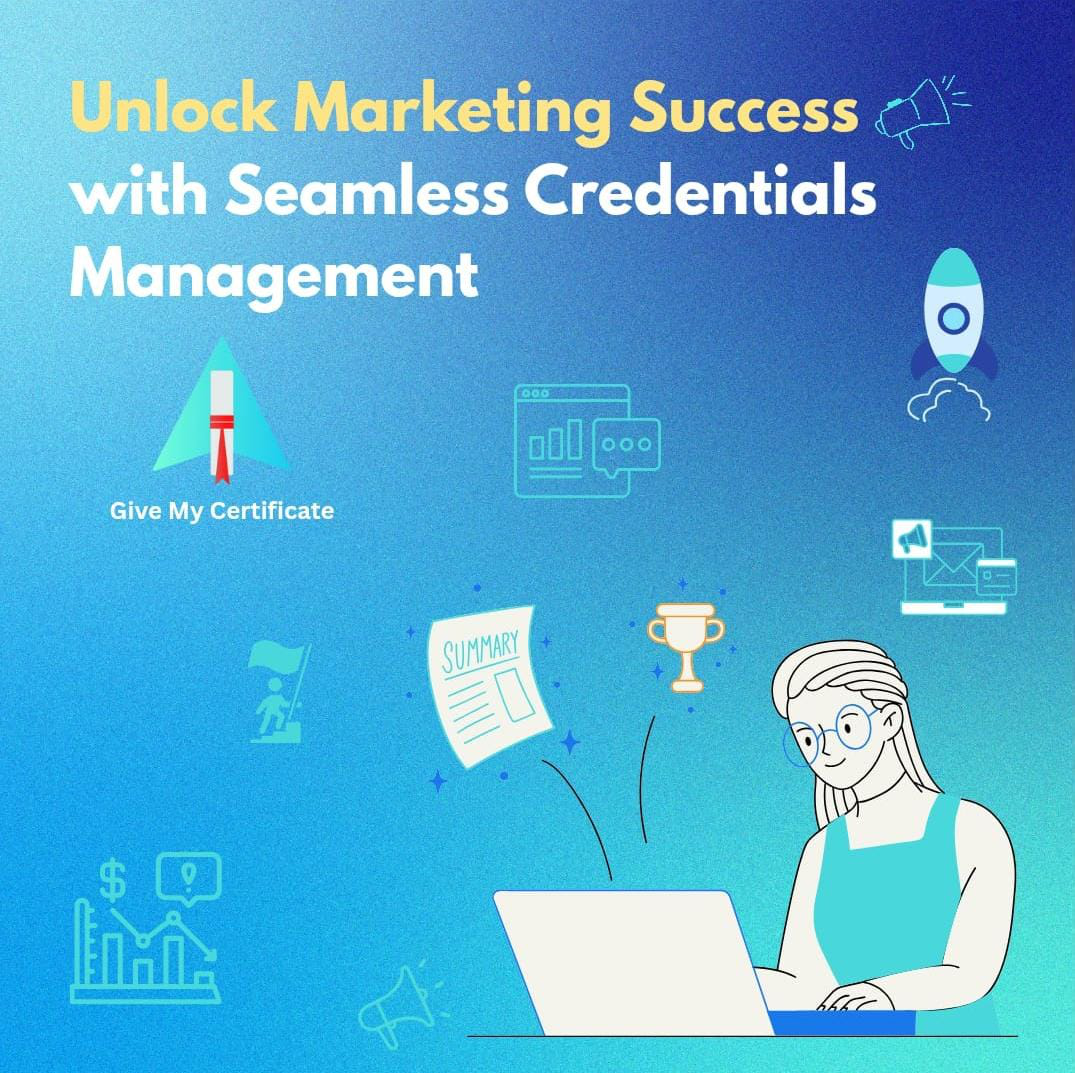 Unlock Marketing Success
with Seamless Credentials
Management
Give My Certificate
SUMMARY
$
!